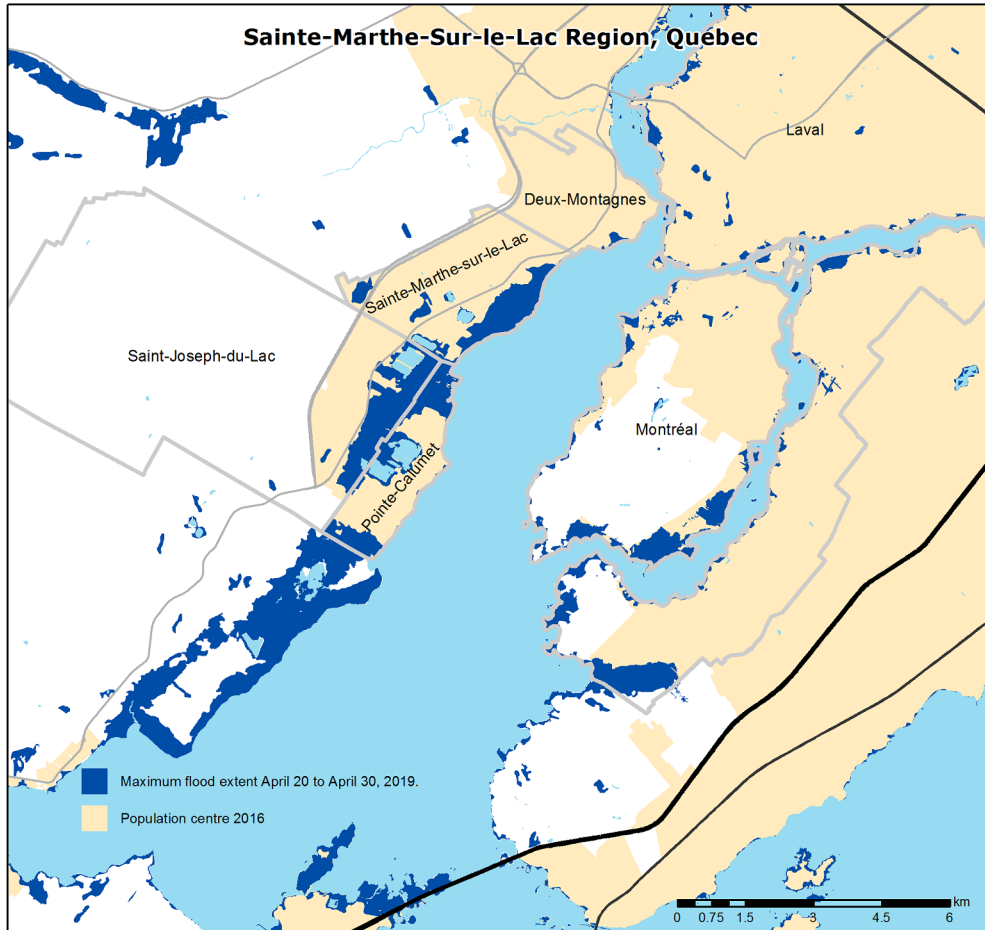 Sainte-Marthe-Sur-le-Lac Region, Québec
Laval
Deux-Montagnes
Sainte-Marthe-sur-le-Lac
Saint-Joseph-du-Lac
Montréal
Pointe-Calumet
Maximum flood extent April 20 to April 30, 2019.
Population centre 2016
km
0 0.75 1.5 3 4.5 6